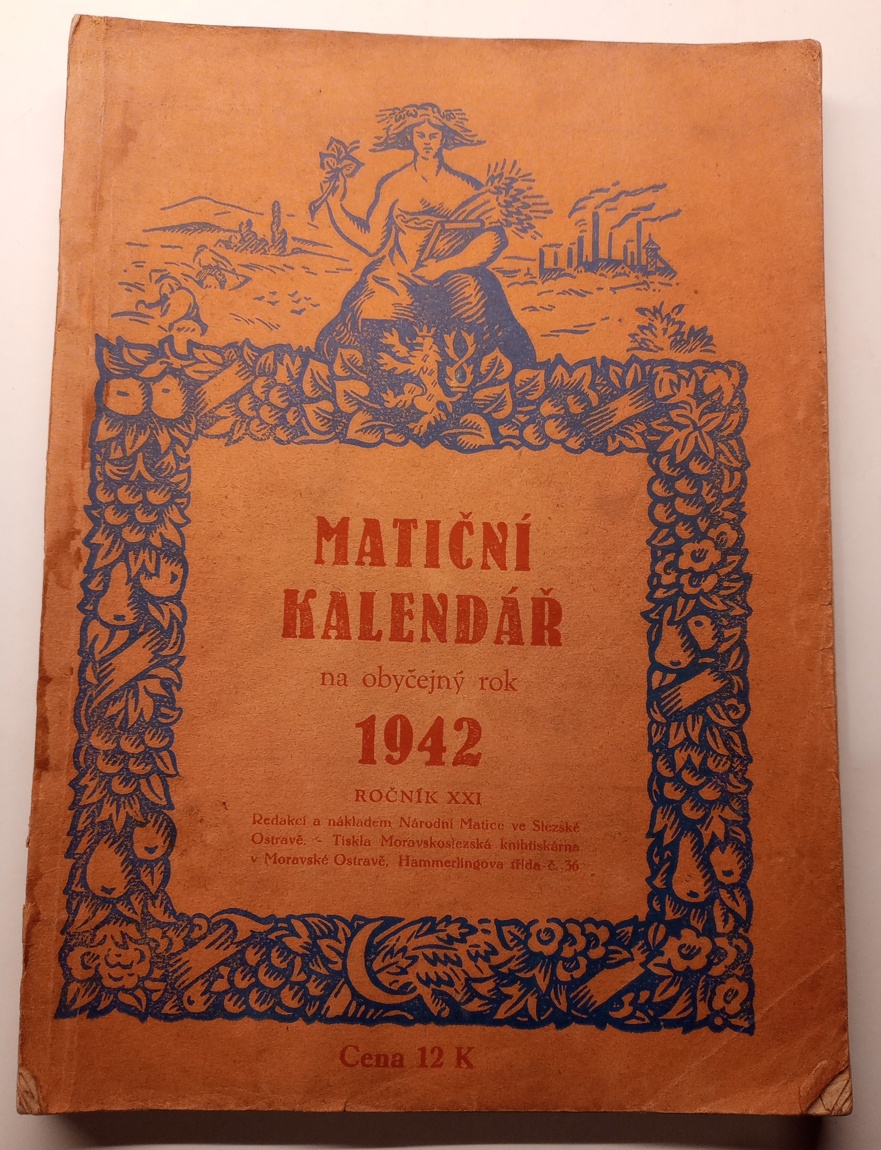 MATIČNÍ
KALENDÁŘ
na obyčejný rok
1942
ROČNÍK XXI
Redakcí a nákladem Národní Matice ve Slezské
Ostravě. - Tiskla Moravskoslezská knihtiskárna
v Moravské Ostravě, Hammerlingova třída č. 36
Cena 12 K